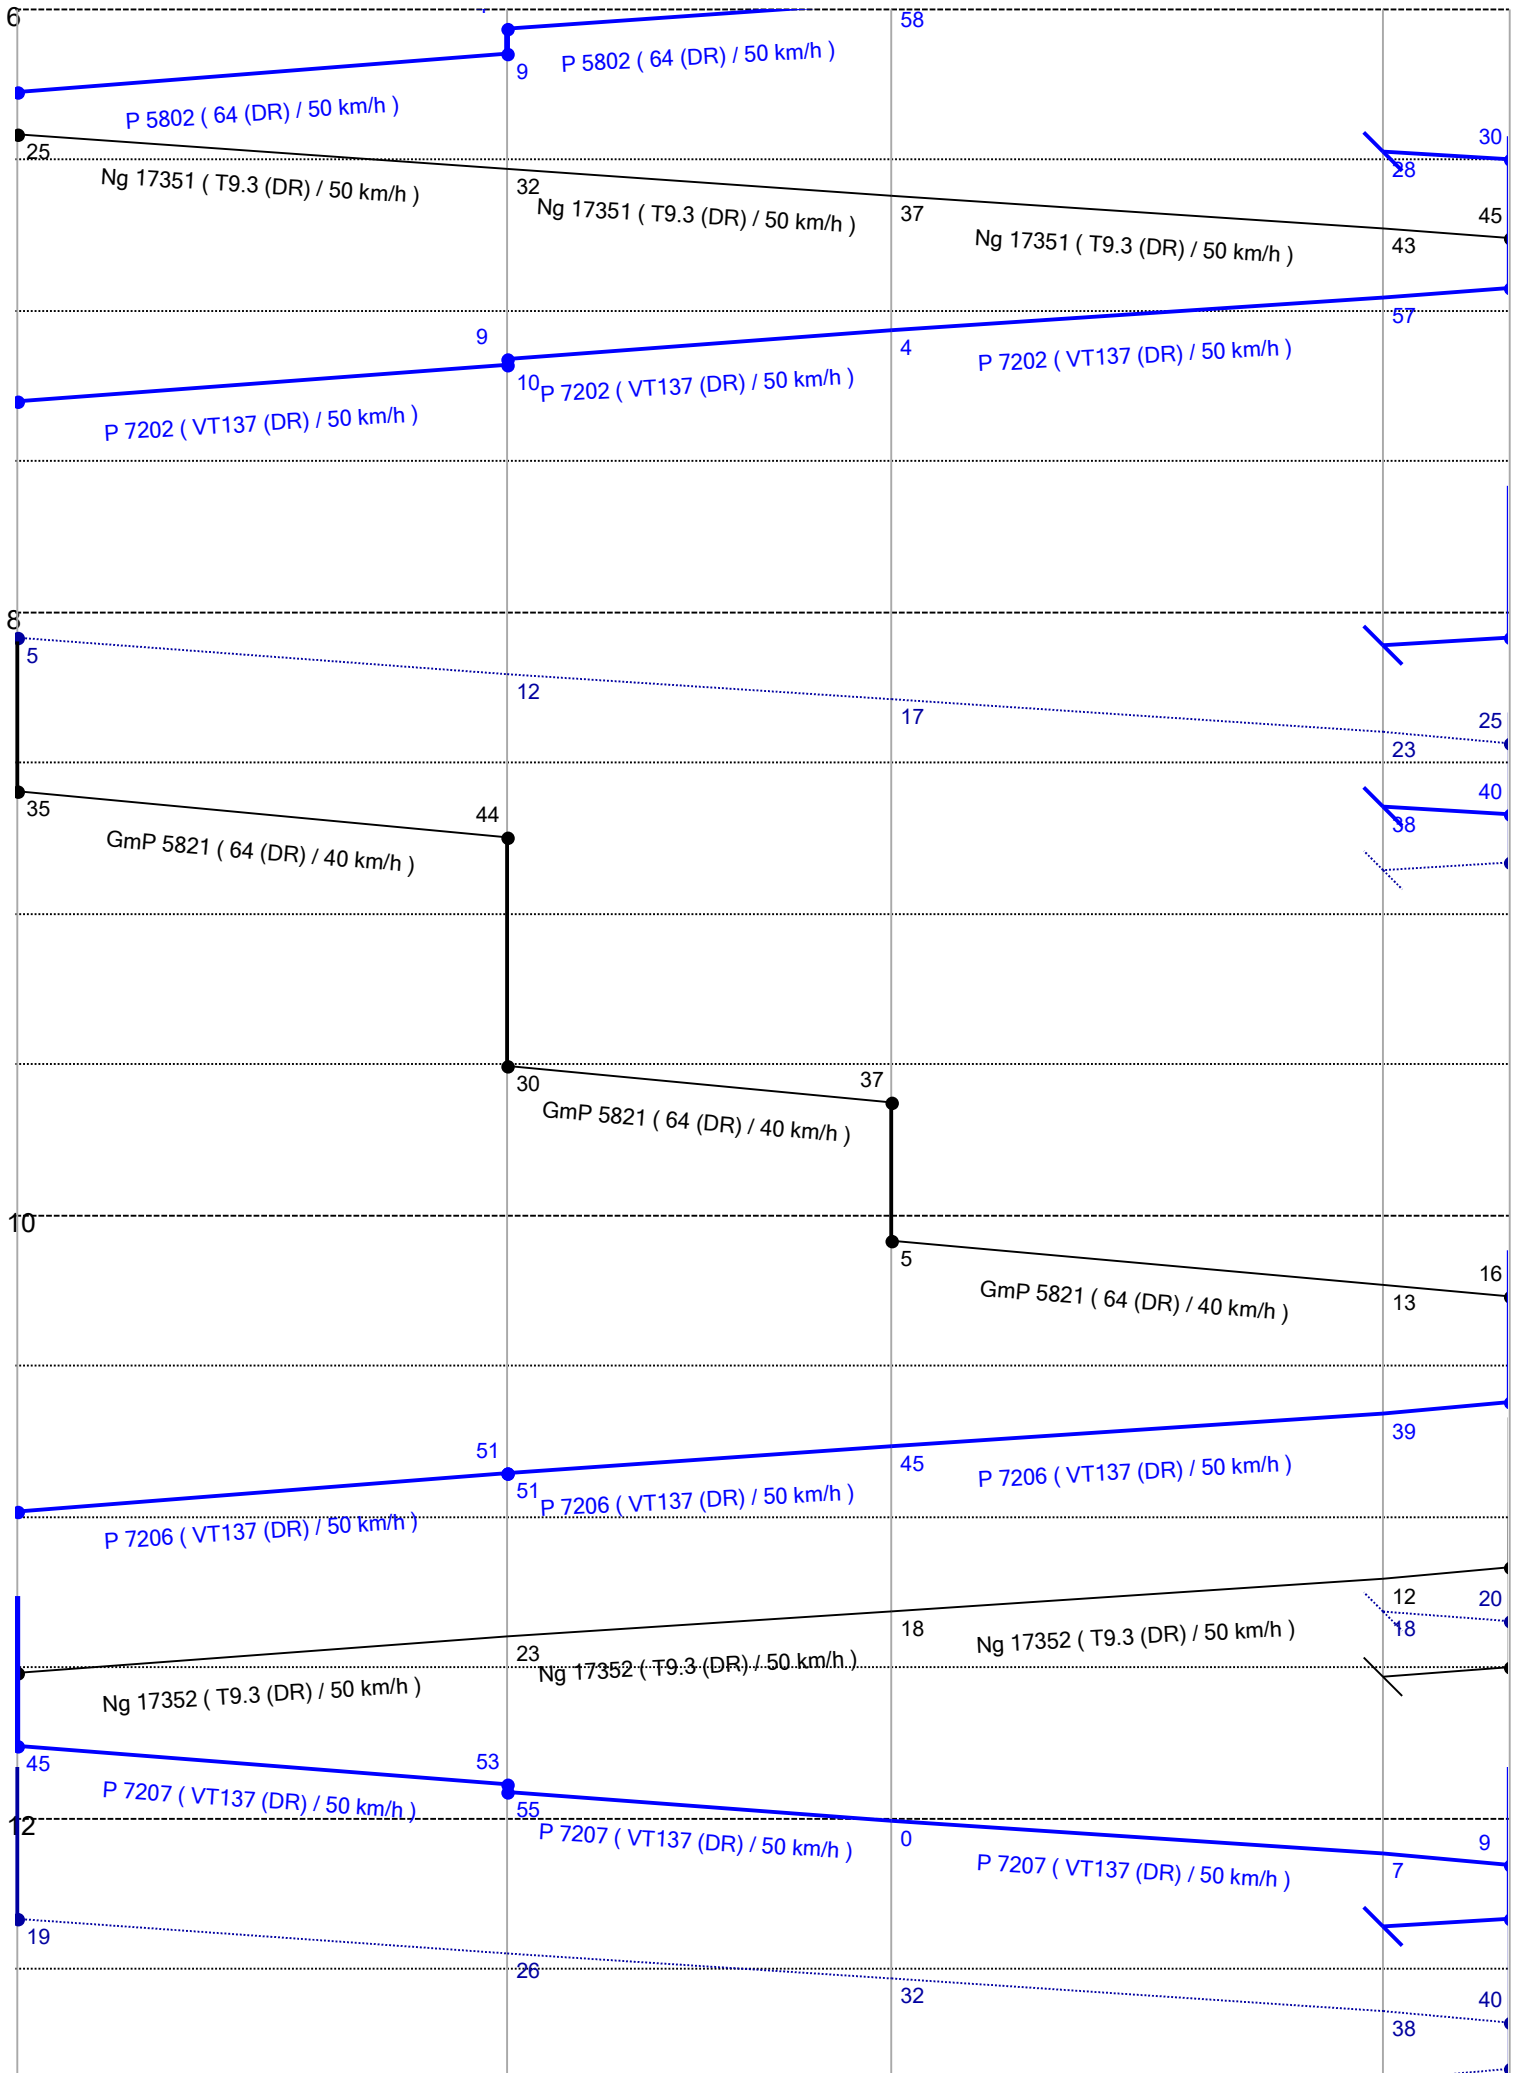 6
58
9
P 5802 ( 64 (DR) / 50 km/h )
P 5802 ( 64 (DR) / 50 km/h )
30
25
28
Ng 17351 ( T9.3 (DR) / 50 km/h )
32
Ng 17351 ( T9.3 (DR) / 50 km/h )
37
45
Ng 17351 ( T9.3 (DR) / 50 km/h )
43
9
57
4
P 7202 ( VT137 (DR) / 50 km/h )
10
P 7202 ( VT137 (DR) / 50 km/h )
P 7202 ( VT137 (DR) / 50 km/h )
8
5
12
17
25
23
35
44
40
38
GmP 5821 ( 64 (DR) / 40 km/h )
30
37
GmP 5821 ( 64 (DR) / 40 km/h )
10
5
16
GmP 5821 ( 64 (DR) / 40 km/h )
13
51
39
45
P 7206 ( VT137 (DR) / 50 km/h )
51
P 7206 ( VT137 (DR) / 50 km/h )
P 7206 ( VT137 (DR) / 50 km/h )
12
20
18
18
Ng 17352 ( T9.3 (DR) / 50 km/h )
23
Ng 17352 ( T9.3 (DR) / 50 km/h )
Ng 17352 ( T9.3 (DR) / 50 km/h )
45
53
P 7207 ( VT137 (DR) / 50 km/h )
55
12
P 7207 ( VT137 (DR) / 50 km/h )
0
9
P 7207 ( VT137 (DR) / 50 km/h )
7
19
26
32
40
38